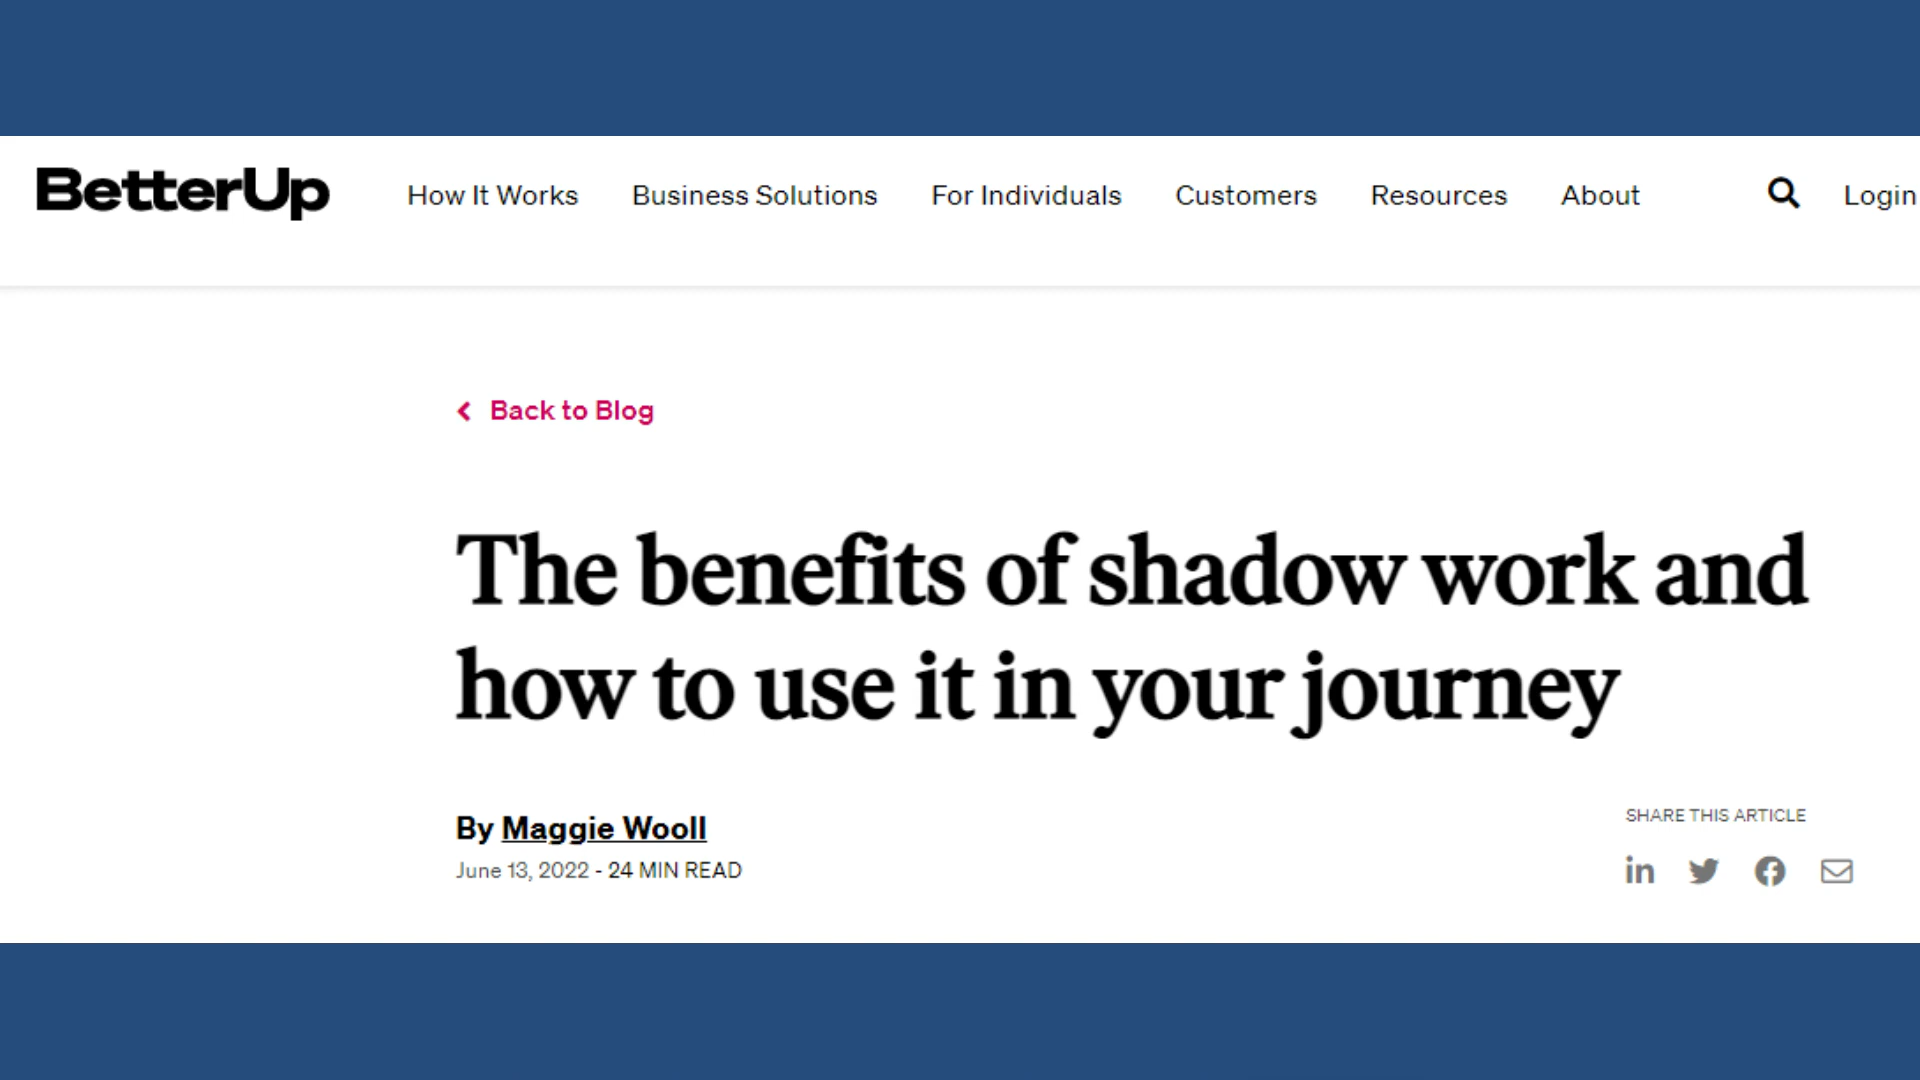 BetterUp How It Works Business Solutions For Individuals Customers Resources About Login
Back to Blog
The benefits of shadow work and
how to use it in your journey
By Maggie Wooll
June 13, 2022 - 24 MIN READ
SHARE THIS ARTICLE